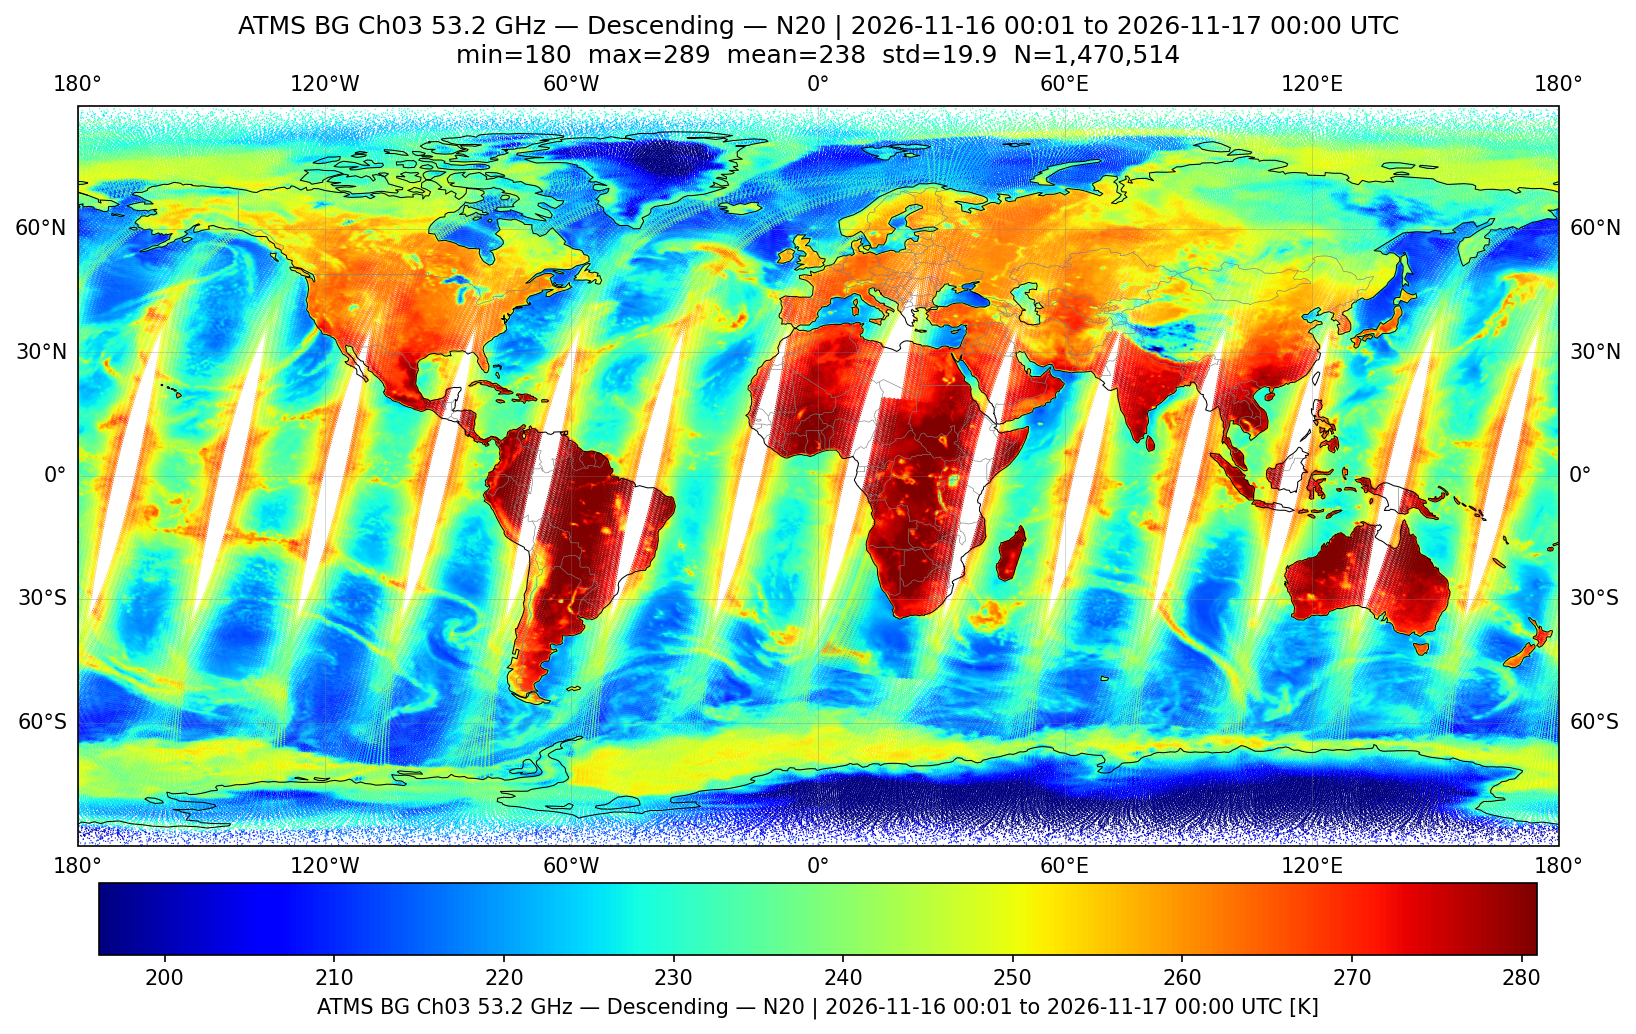 ATMS BG Ch03 53.2 GHz — Descending — N20 | 2026-11-16 00:01 to 2026-11-17 00:00 UTC
min=180 max=289 mean=238 std=19.9 N=1,470,514
180° 120°W 60°W 0° 60°E 120°E 180°
60°N 60°N
30°N 30°N
0° 0°
30°S 30°S
60°S 60°S
180° 120°W 60°W 0° 60°E 120°E 180°
200 210 220 230 240 250 260 270 280
ATMS BG Ch03 53.2 GHz — Descending — N20 | 2026-11-16 00:01 to 2026-11-17 00:00 UTC [K]